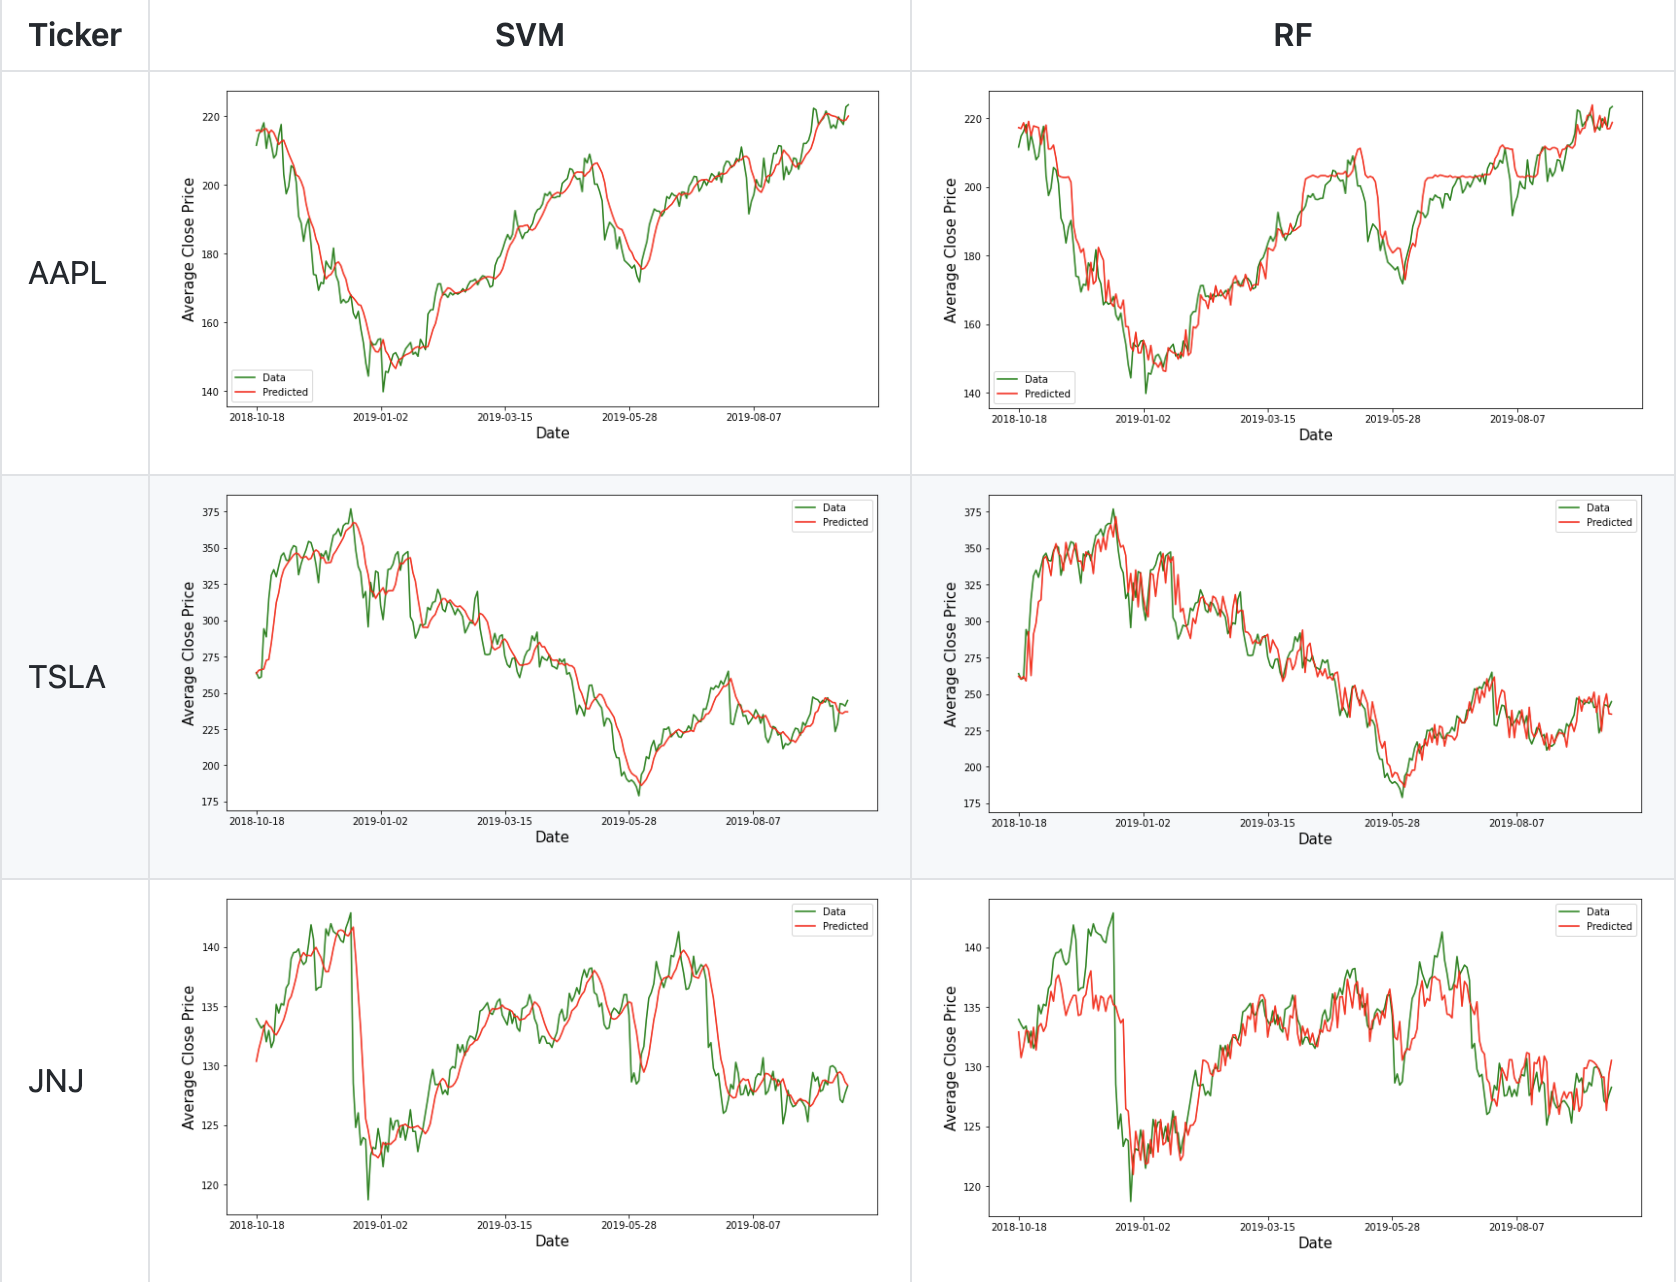 Ticker SVM RF
AAPL
Average Close Price
220
200
180
160
140
Data
Predicted
2018-10-18 2019-01-02 2019-03-15 2019-05-28 2019-08-07
Date
Average Close Price
220
200
180
160
140
Data
Predicted
2018-10-18 2019-01-02 2019-03-15 2019-05-28 2019-08-07
Date
TSLA
Average Close Price
375
350
325
300
275
250
225
200
175
Data
Predicted
2018-10-18 2019-01-02 2019-03-15 2019-05-28 2019-08-07
Date
Average Close Price
375
350
325
300
275
250
225
200
175
Data
Predicted
2018-10-18 2019-01-02 2019-03-15 2019-05-28 2019-08-07
Date
JNJ
Average Close Price
140
135
130
125
120
Data
Predicted
2018-10-18 2019-01-02 2019-03-15 2019-05-28 2019-08-07
Date
Average Close Price
140
135
130
125
120
Data
Predicted
2018-10-18 2019-01-02 2019-03-15 2019-05-28 2019-08-07
Date